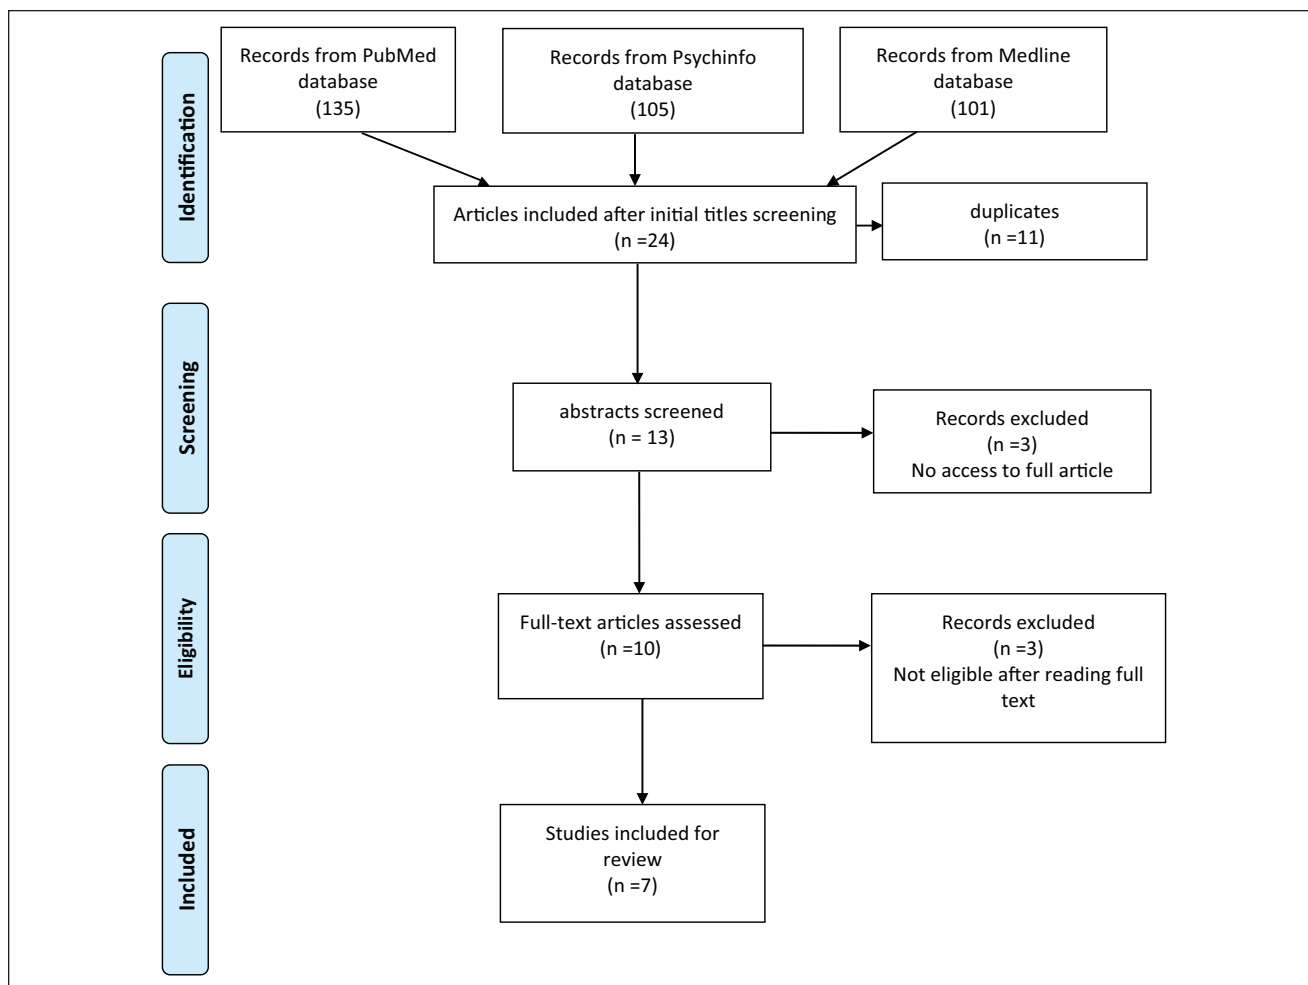 Identification
Records from PubMed
database
(135)
Records from Psychinfo
database
(105)
Records from Medline
database
(101)
Articles included after initial titles screening
(n =24)
duplicates
(n =11)
Screening
abstracts screened
(n = 13)
Records excluded
(n =3)
No access to full article
Eligibility
Full-text articles assessed
(n =10)
Records excluded
(n =3)
Not eligible after reading full
text
Included
Studies included for
review
(n =7)